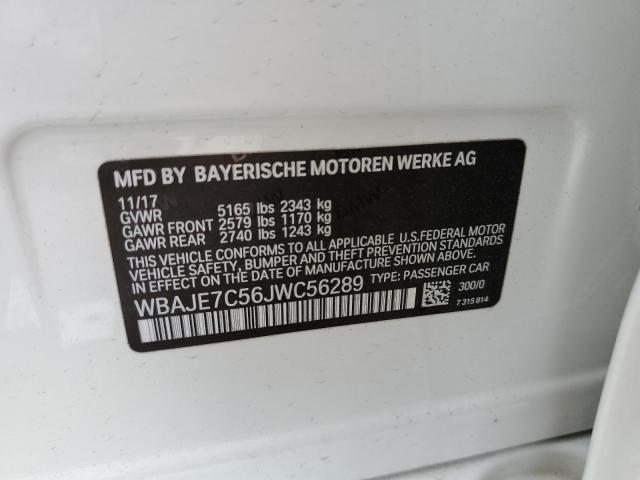 MFD BY BAYERISCHE MOTOREN WERKE AG
11/17
GVWR 5165 lbs 2343 kg
GAWR FRONT 2579 lbs 1170 kg
GAWR REAR 2740 lbs 1243 kg
THIS VEHICLE CONFORMS TO ALL APPLICABLE U.S.FEDERAL MOTOR
VEHICLE SAFETY, BUMPER AND THEFT PREVENTION STANDARDS
IN EFFECT ON THE DATE OF MANUFACTURE SHOWN ABOVE.
WBAJE7C56JWC56289 TYPE: PASSENGER CAR
300/0
7 315 814